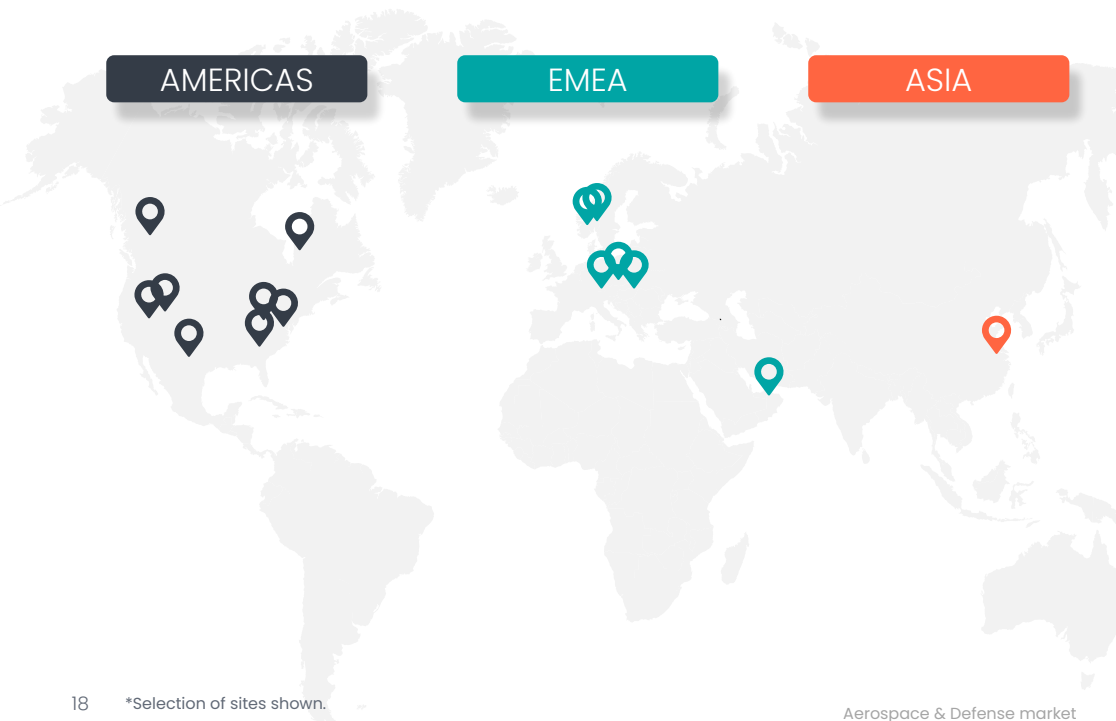 AMERICAS
EMEA
ASIA
18
*Selection of sites shown.
Aerospace & Defense market